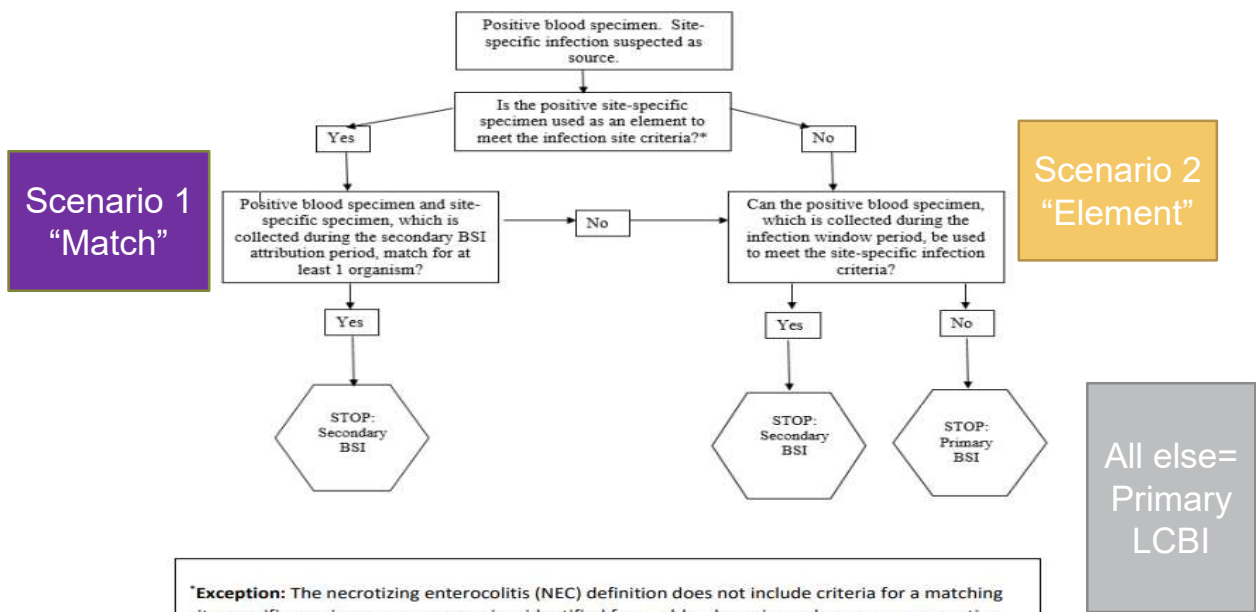 Positive blood specimen. Site-
specific infection suspected as
source.
Is the positive site-specific
specimen used as an element to
meet the infection site criteria?*
Yes
No
Scenario 1
“Match”
Positive blood specimen and site-
specific specimen, which is
collected during the secondary BSI
attribution period, match for at
least 1 organism?
No
Can the positive blood specimen,
which is collected during the
infection window period, be used
to meet the site-specific infection
criteria?
Scenario 2
“Element”
Yes
Yes
No
STOP:
Secondary
BSI
STOP:
Secondary
BSI
STOP:
Primary
BSI
All else=
Primary
LCBI
*Exception: The necrotizing enterocolitis (NEC) definition does not include criteria for a matching